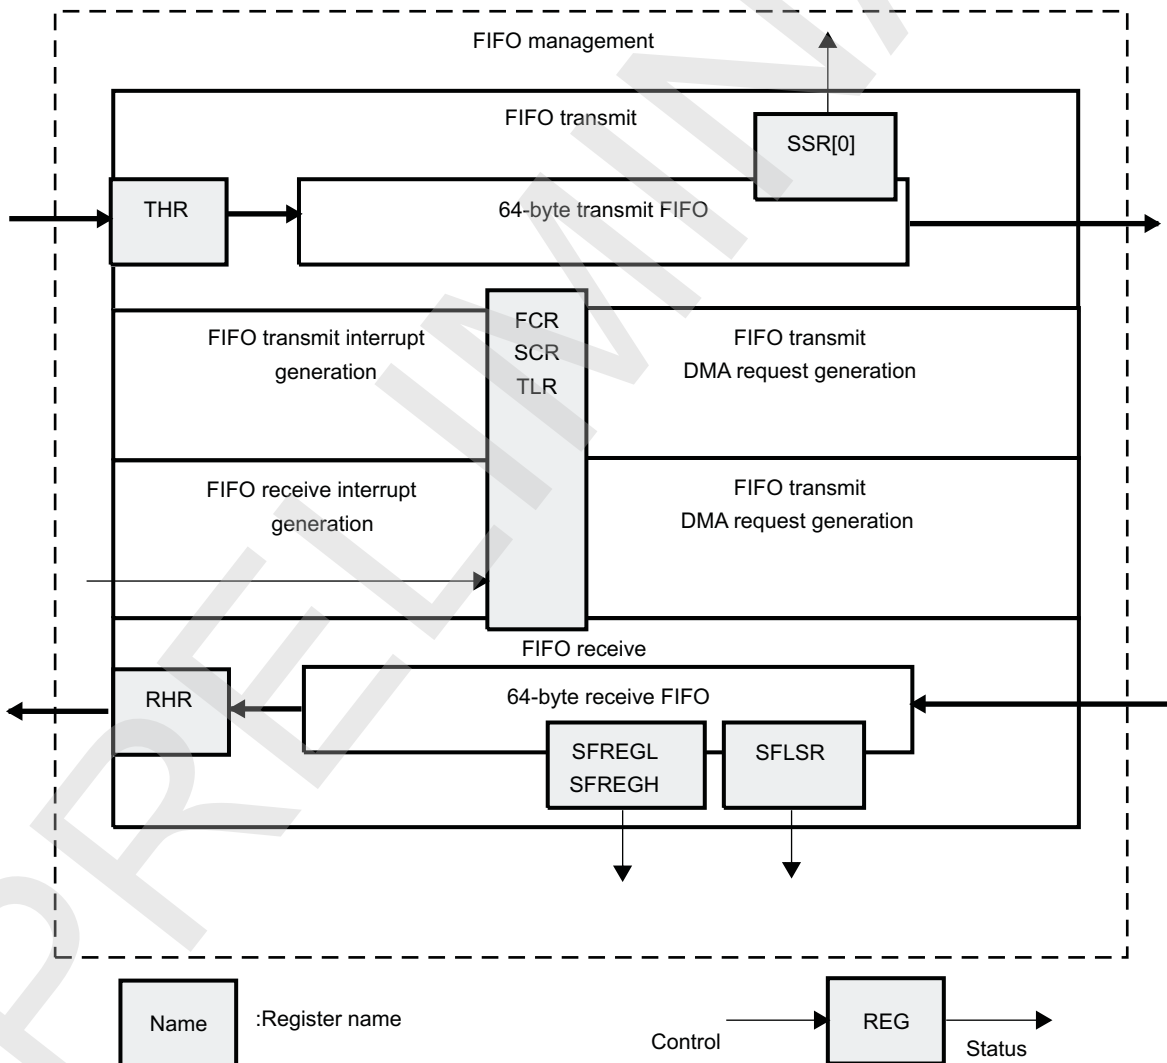 FIFO management
FIFO transmit
SSR[0]
THR
64-byte transmit FIFO
FCR
SCR
TLR
FIFO transmit interrupt
generation
FIFO transmit
DMA request generation
FIFO receive interrupt
generation
FIFO transmit
DMA request generation
FIFO receive
RHR
64-byte receive FIFO
SFREGL
SFREGH
SFLSR
Name
:Register name
Control
REG
Status
PRELIMINA